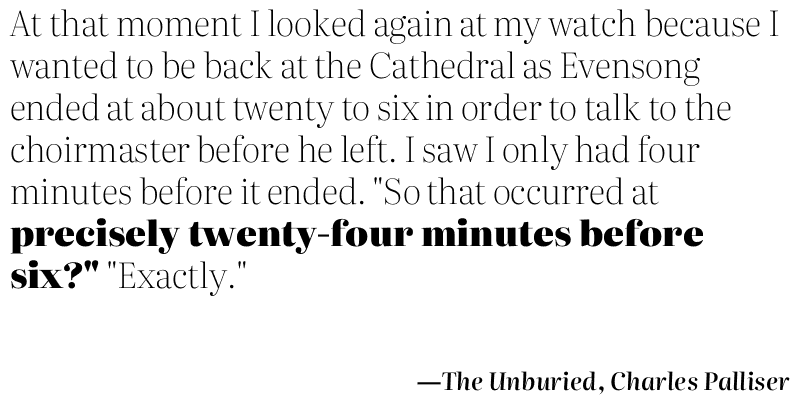 At that moment I looked again at my watch because I
wanted to be back at the Cathedral as Evensong
ended at about twenty to six in order to talk to the
choirmaster before he left. I saw I only had four
minutes before it ended. "So that occurred at
precisely twenty-four minutes before
six?" "Exactly."
—The Unburied, Charles Palliser